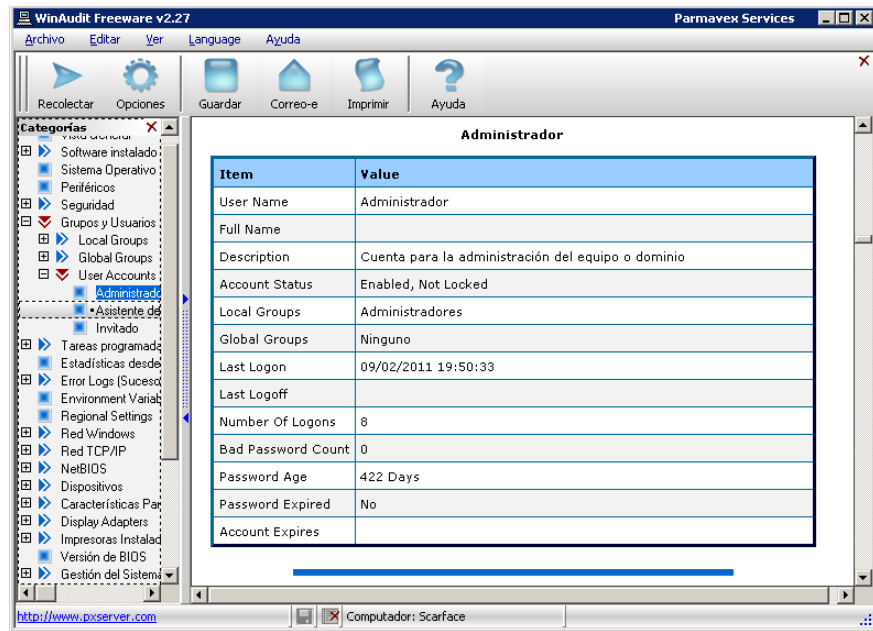 WinAudit Freeware v2.27 Parmavex Services
Archivo Editar Ver Language Ayuda
Recolectar Opciones Guardar Correo-e Imprimir Ayuda
Categorías
Software instalado
Sistema Operativo
Periféricos
Seguridad
Grupos y Usuarios
Local Groups
Global Groups
User Accounts
Administrado
•Asistente de
Invitado
Tareas programada
Estadísticas desde
Error Logs (Suceso
Environment Variab
Regional Settings
Red Windows
Red TCP/IP
NetBIOS
Dispositivos
Características Par
Display Adapters
Impresoras Instalad
Versión de BIOS
Gestión del Sistema
Administrador
Item Value
User Name Administrador
Full Name
Description Cuenta para la administración del equipo o dominio
Account Status Enabled, Not Locked
Local Groups Administradores
Global Groups Ninguno
Last Logon 09/02/2011 19:50:33
Last Logoff
Number Of Logons 8
Bad Password Count 0
Password Age 422 Days
Password Expired No
Account Expires
http://www.pxserver.com Computador: Scarface